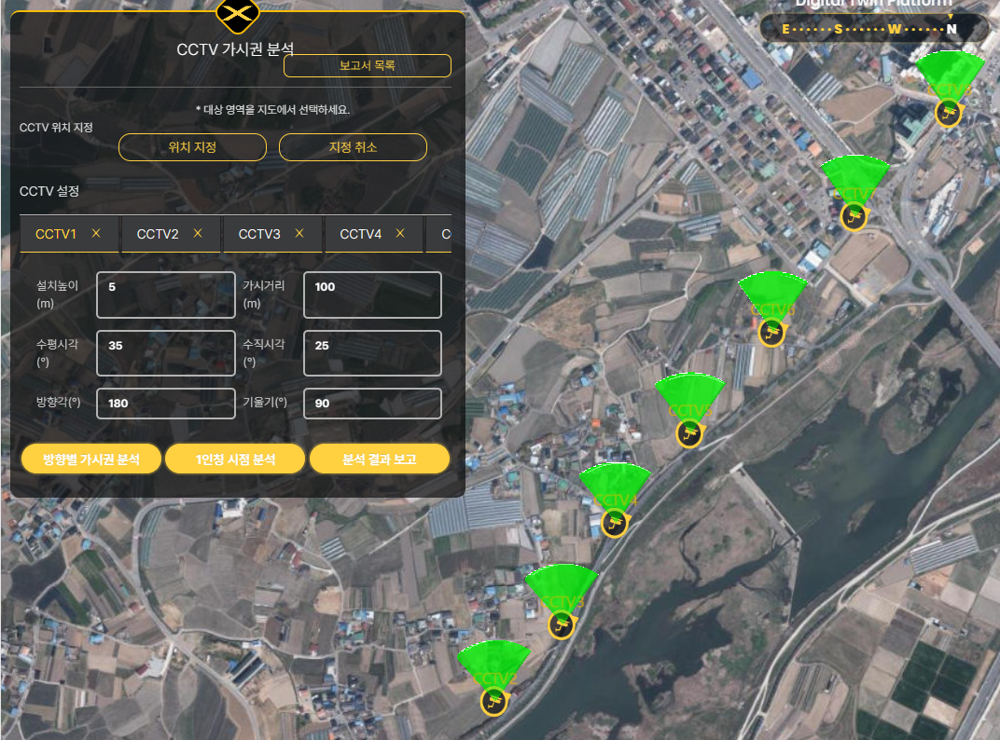 Digital Twin Platform
E······S······W······N
CCTV 가시권 분석
보고서 목록
* 대상 영역을 지도에서 선택하세요.
CCTV 위치 지정
위치 지정
지정 취소
CCTV 설정
CCTV1 × CCTV2 × CCTV3 × CCTV4 × C
설치높이(m) 5 가시거리(m) 100
수평시각(°) 35 수직시각(°) 25
방향각(°) 180 기울기(°) 90
방향별 가시권 분석 1인칭 시점 분석 분석 결과 보고
CCTV7
CCTV6
CCTV5
CCTV4
CCTV3
CCTV2